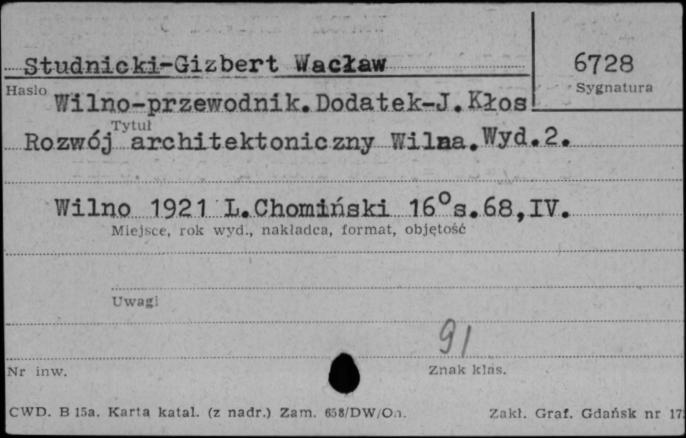 Studnicki-Gizbert Wacław 6728
Hasło Sygnatura
Wilno-przewodnik. Dodatek-J. Kłos
Tytuł
Rozwój architektoniczny Wilna. Wyd. 2.
Wilno 1921 L. Chomiński 16° s. 68, IV.
Miejsce, rok wyd., nakładca, format, objętość
Uwagi
91
Nr inw. Znak klas.
CWD. B 15a. Karta katal. (z nadr.) Zam. 658/DW/On. Zakł. Graf. Gdańsk nr